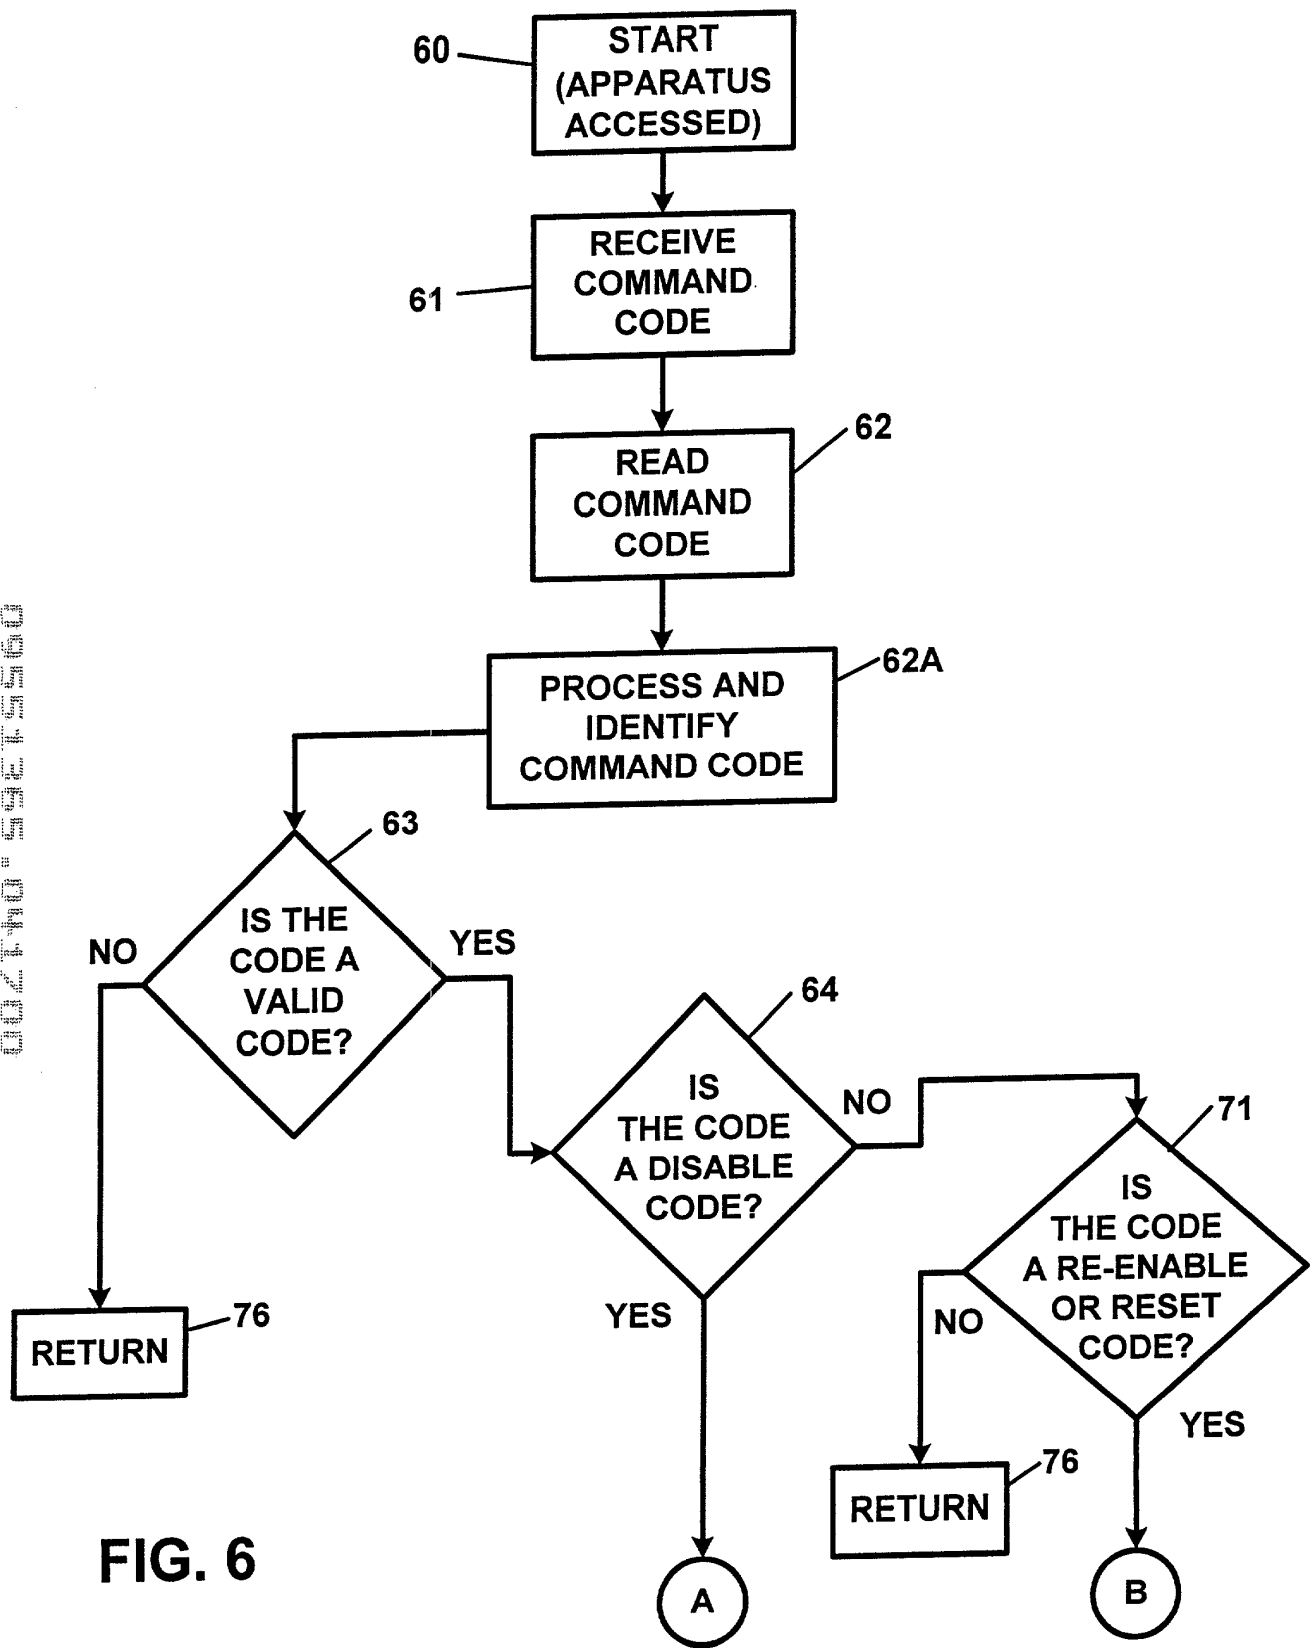 60
START
(APPARATUS
ACCESSED)
61
RECEIVE
COMMAND
CODE
62
READ
COMMAND
CODE
62A
PROCESS AND
IDENTIFY
COMMAND CODE
63
IS THE
CODE A
VALID
CODE?
NO
YES
64
IS
THE CODE
A DISABLE
CODE?
NO
YES
71
IS
THE CODE
A RE-ENABLE
OR RESET
CODE?
NO
YES
76
RETURN
76
RETURN
A
B
FIG. 6
09551365.041700